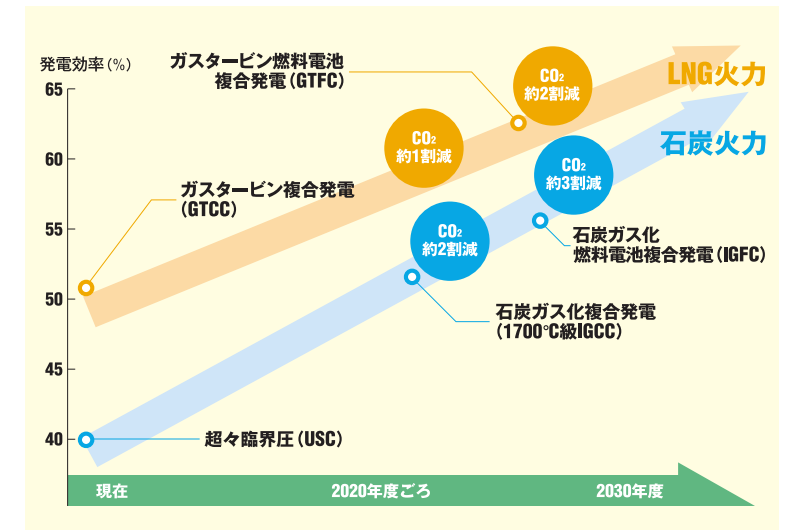 発電効率(%)
65
60
55
50
45
40
ガスタービン燃料電池
複合発電(GTFC)
CO₂
約2割減
LNG火力
CO₂
約1割減
石炭火力
CO₂
約3割減
ガスタービン複合発電
(GTCC)
CO₂
約2割減
石炭ガス化
燃料電池複合発電(IGFC)
石炭ガス化複合発電
(1700℃級IGCC)
超々臨界圧(USC)
現在
2020年度ごろ
2030年度